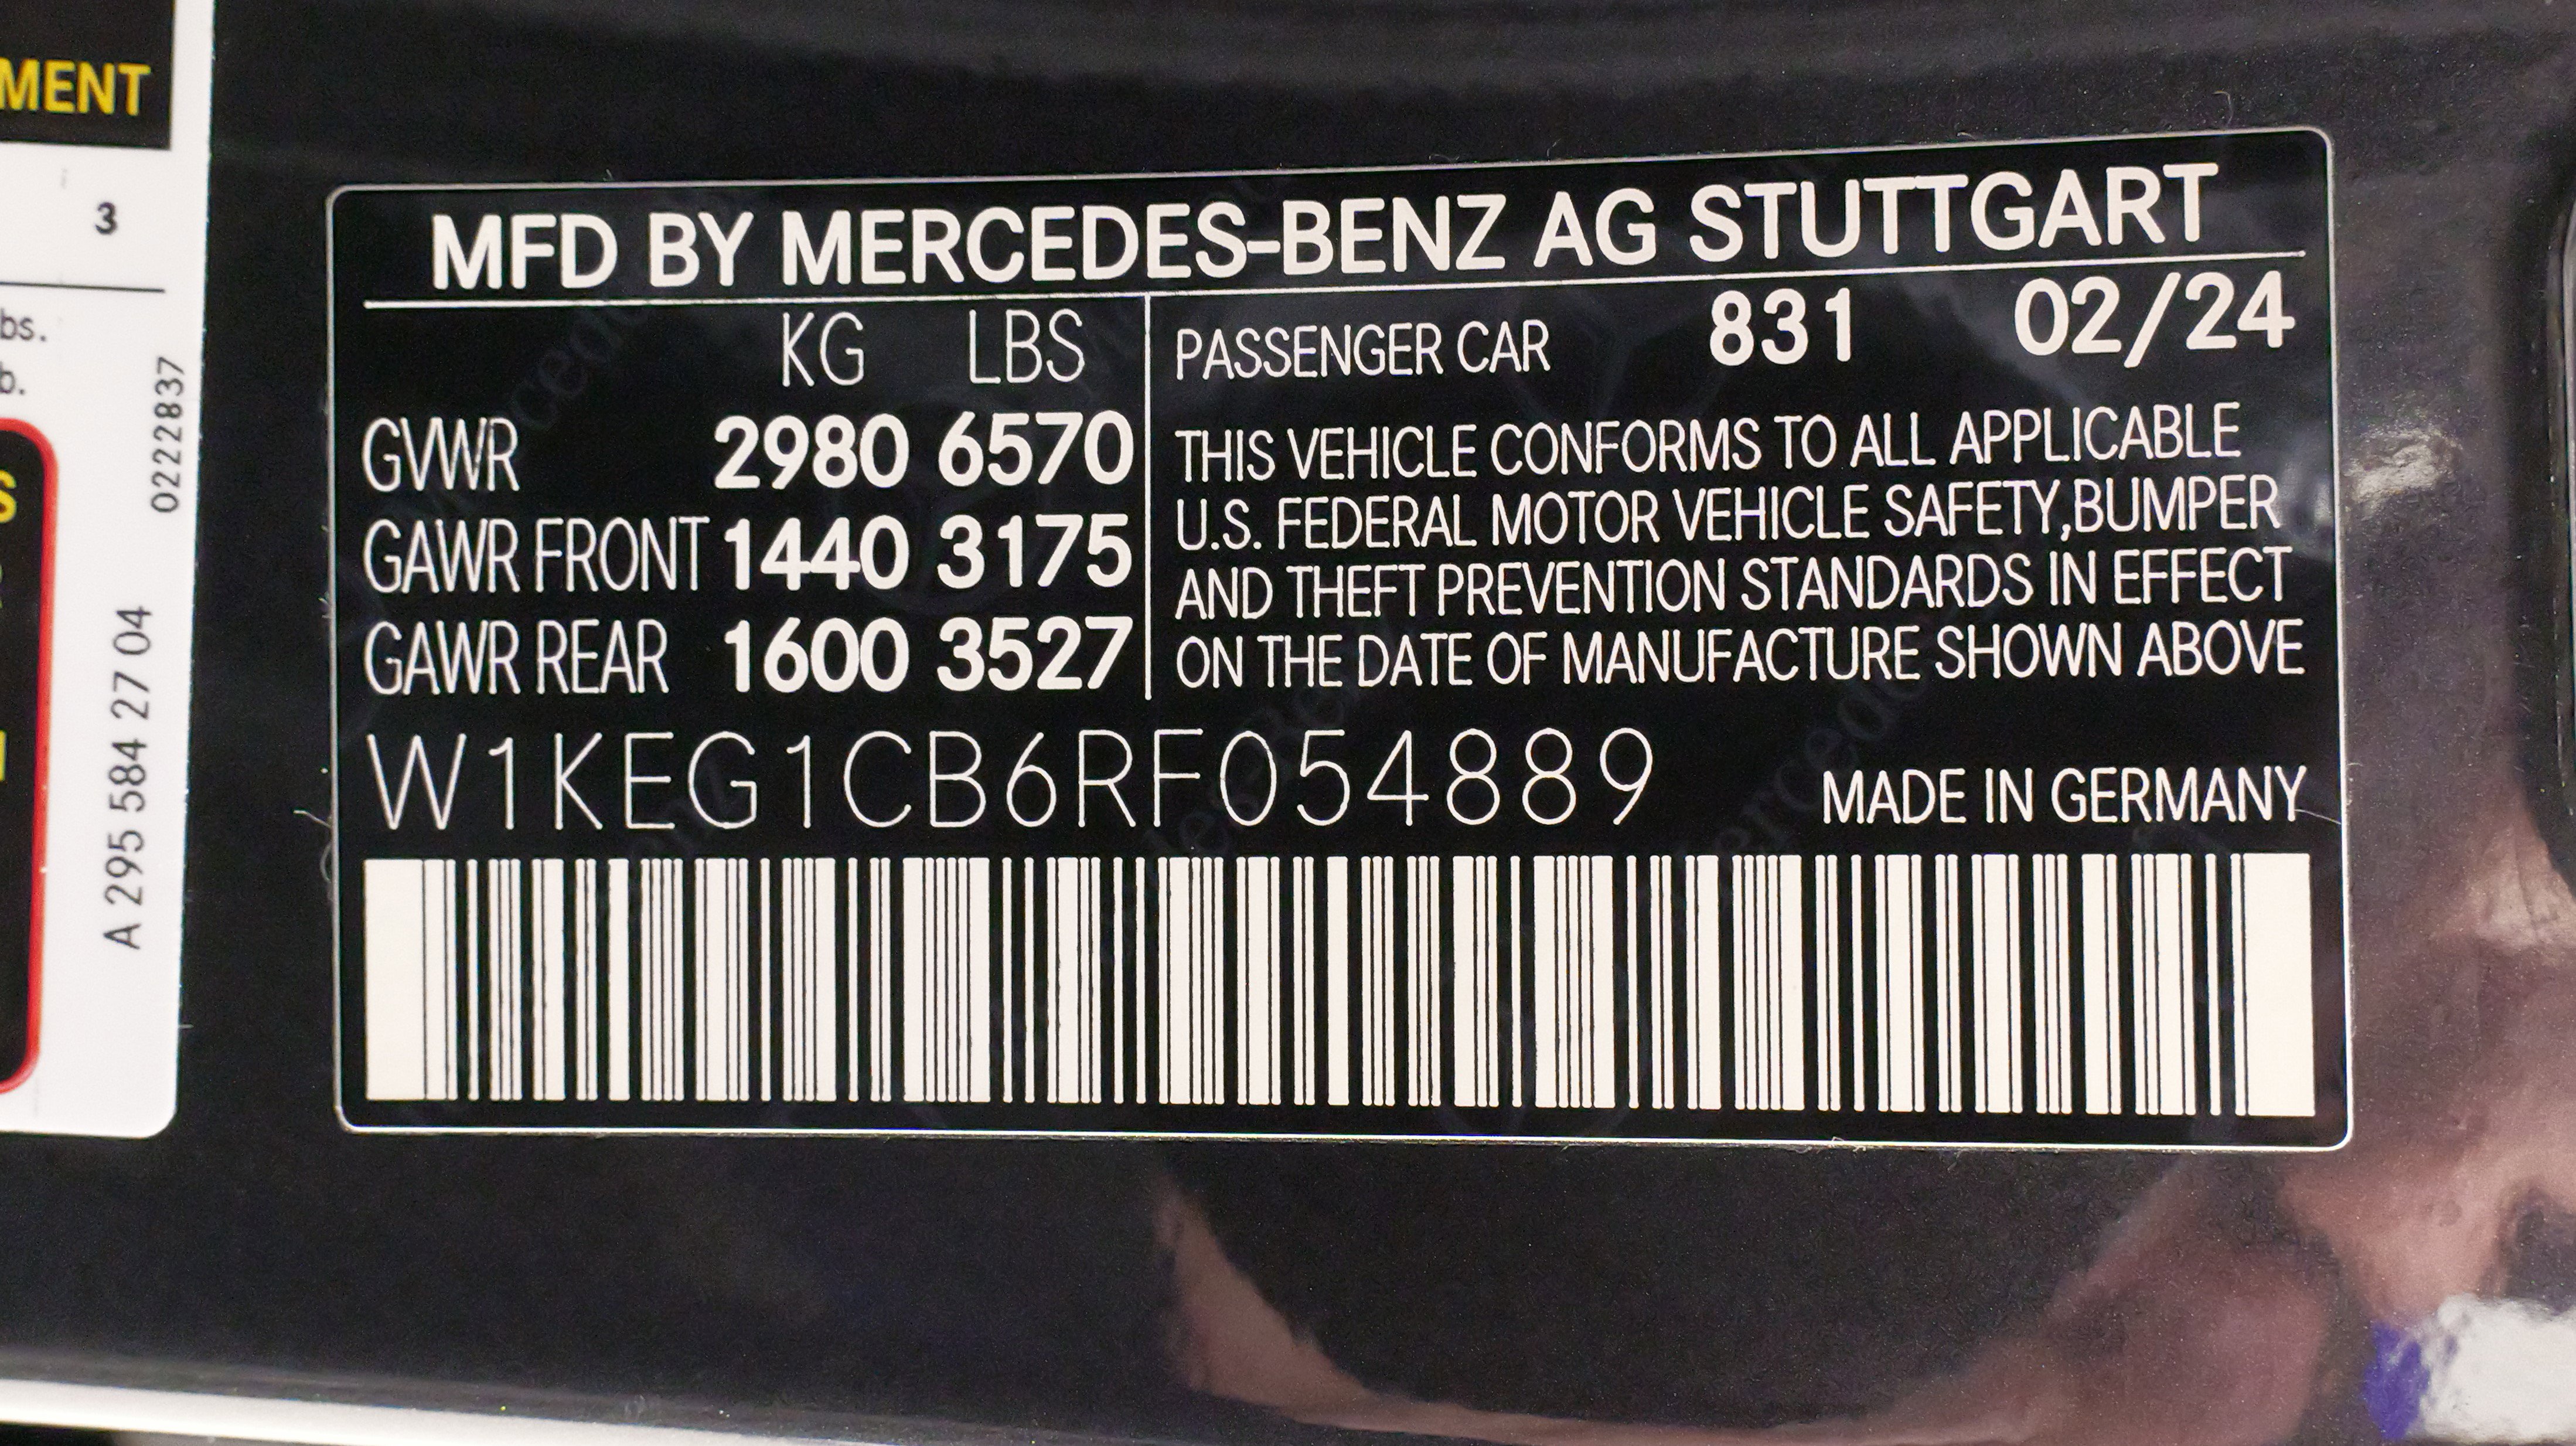 MENT
3
bs.
b.
S
0222837
A 295 584 27 04
MFD BY MERCEDES-BENZ AG STUTTGART
KG LBS
GVWR 2980 6570
GAWR FRONT 1440 3175
GAWR REAR 1600 3527
PASSENGER CAR 831 02/24
THIS VEHICLE CONFORMS TO ALL APPLICABLE
U.S. FEDERAL MOTOR VEHICLE SAFETY,BUMPER
AND THEFT PREVENTION STANDARDS IN EFFECT
ON THE DATE OF MANUFACTURE SHOWN ABOVE
W1KEG1CB6RF054889
MADE IN GERMANY